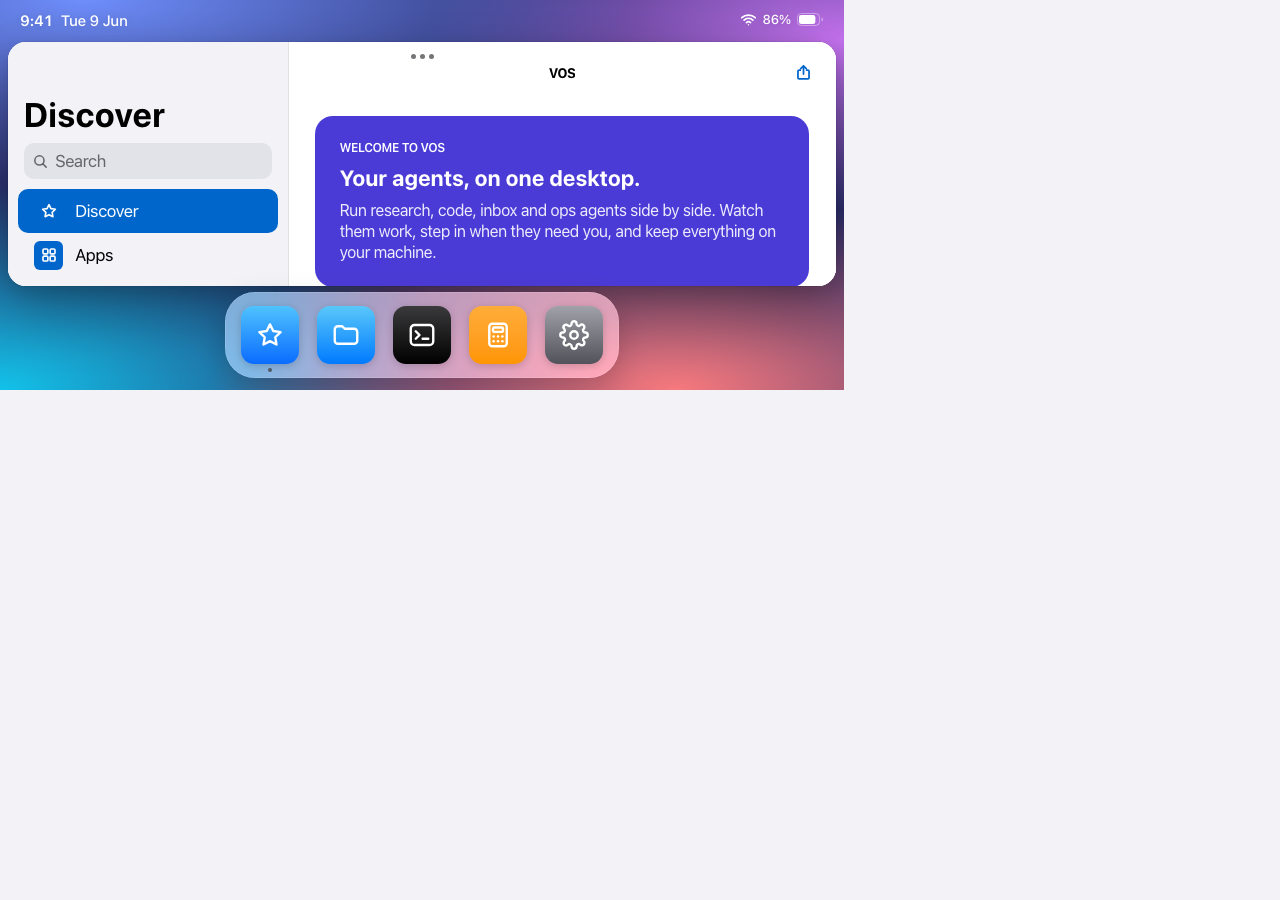 9:41 Tue 9 Jun
86%
VOS
Discover
Search
Discover
Apps
WELCOME TO VOS
Your agents, on one desktop.
Run research, code, inbox and ops agents side by side. Watch
them work, step in when they need you, and keep everything on
your machine.